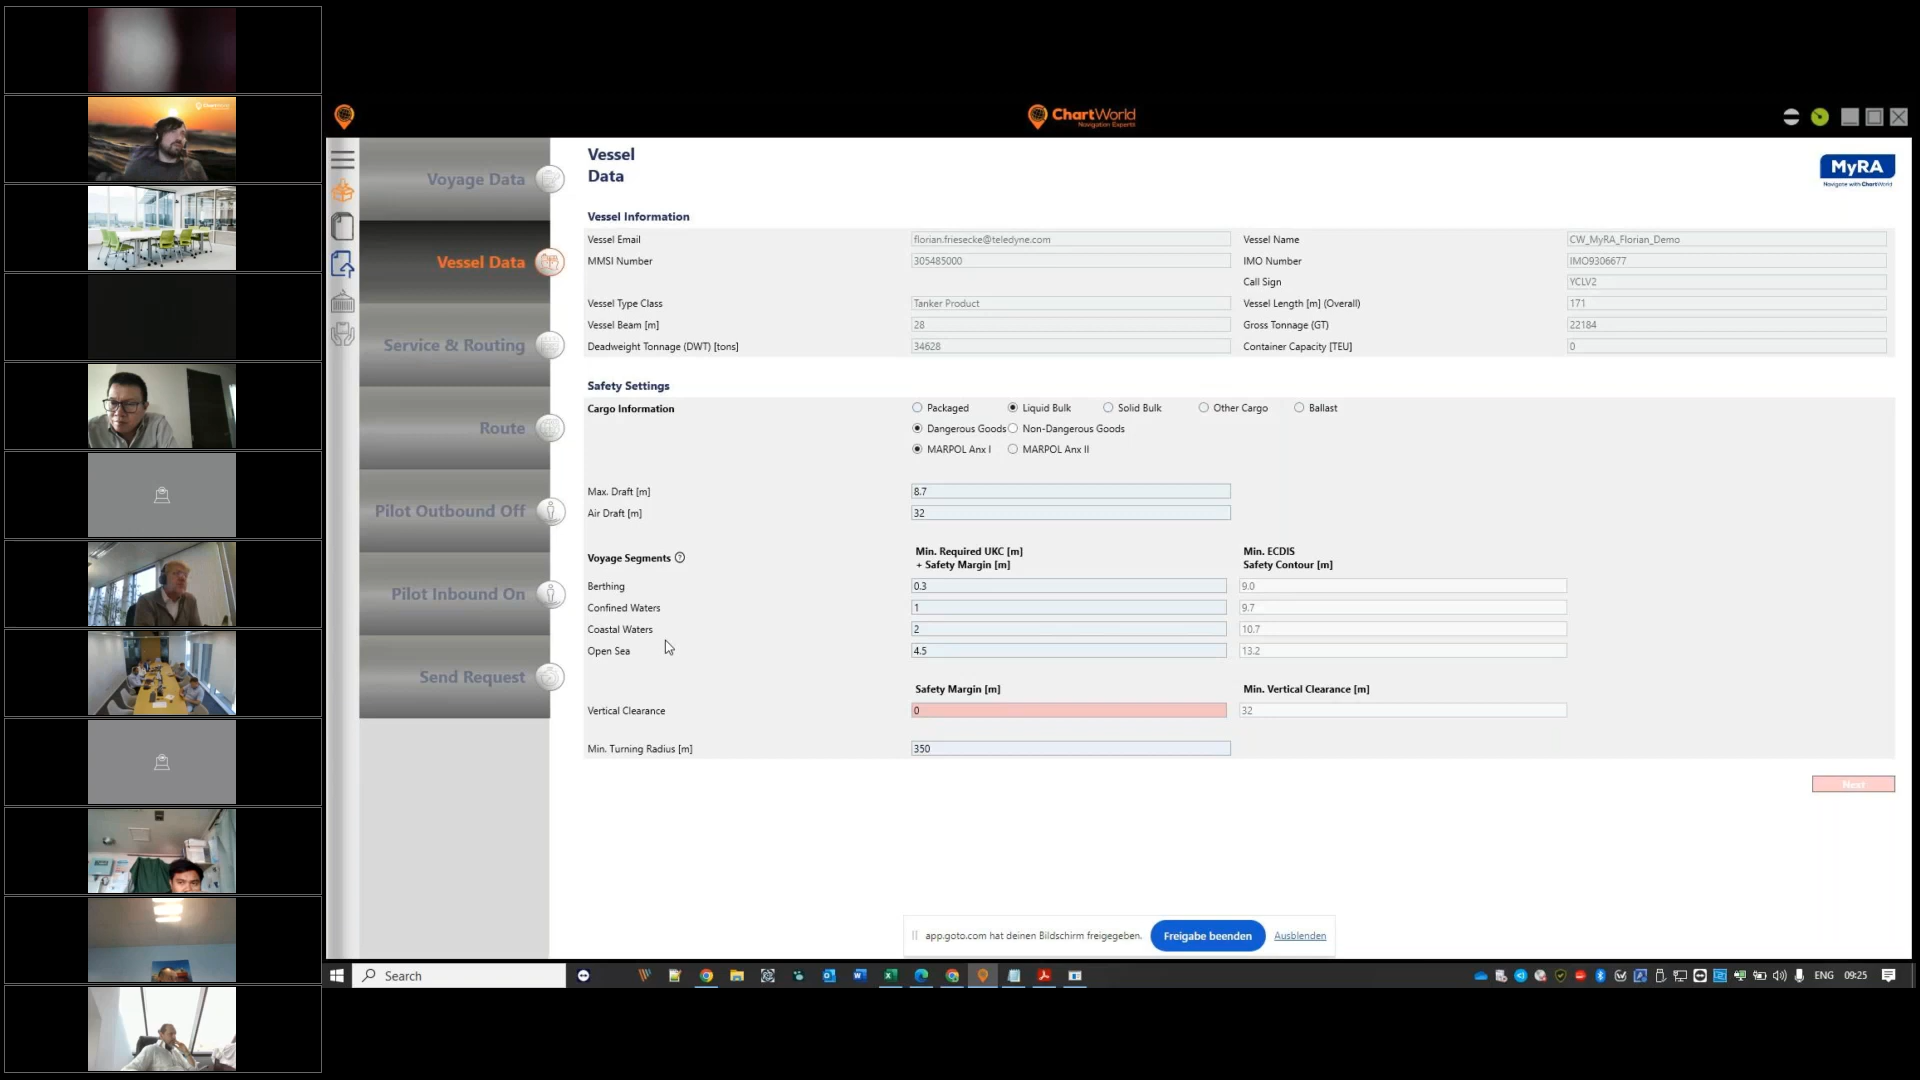 ChartWorld
Navigation Experts
ChartWorld
MyRA
Navigate with ChartWorld
Voyage Data
Vessel Data
Service & Routing
Route
Pilot Outbound Off
Pilot Inbound On
Send Request
Vessel
Data
Vessel Information
Vessel Email florian.friesecke@teledyne.com Vessel Name CW_MyRA_Florian_Demo
MMSI Number 305485000 IMO Number IMO9306677
Call Sign YCLV2
Vessel Type Class Tanker Product Vessel Length [m] (Overall) 171
Vessel Beam [m] 28 Gross Tonnage (GT) 22184
Deadweight Tonnage (DWT) [tons] 34628 Container Capacity [TEU] 0
Safety Settings
Cargo Information Packaged Liquid Bulk Solid Bulk Other Cargo Ballast
Dangerous Goods Non-Dangerous Goods
MARPOL Anx I MARPOL Anx II
Max. Draft [m] 8.7
Air Draft [m] 32
Voyage Segments ? Min. Required UKC [m] Min. ECDIS
+ Safety Margin [m] Safety Contour [m]
Berthing 0.3 9.0
Confined Waters 1 9.7
Coastal Waters 2 10.7
Open Sea 4.5 13.2
Safety Margin [m] Min. Vertical Clearance [m]
Vertical Clearance 0 32
Min. Turning Radius [m] 350
Next
app.goto.com hat deinen Bildschirm freigegeben. Freigabe beenden Ausblenden
Search
ENG 09:25